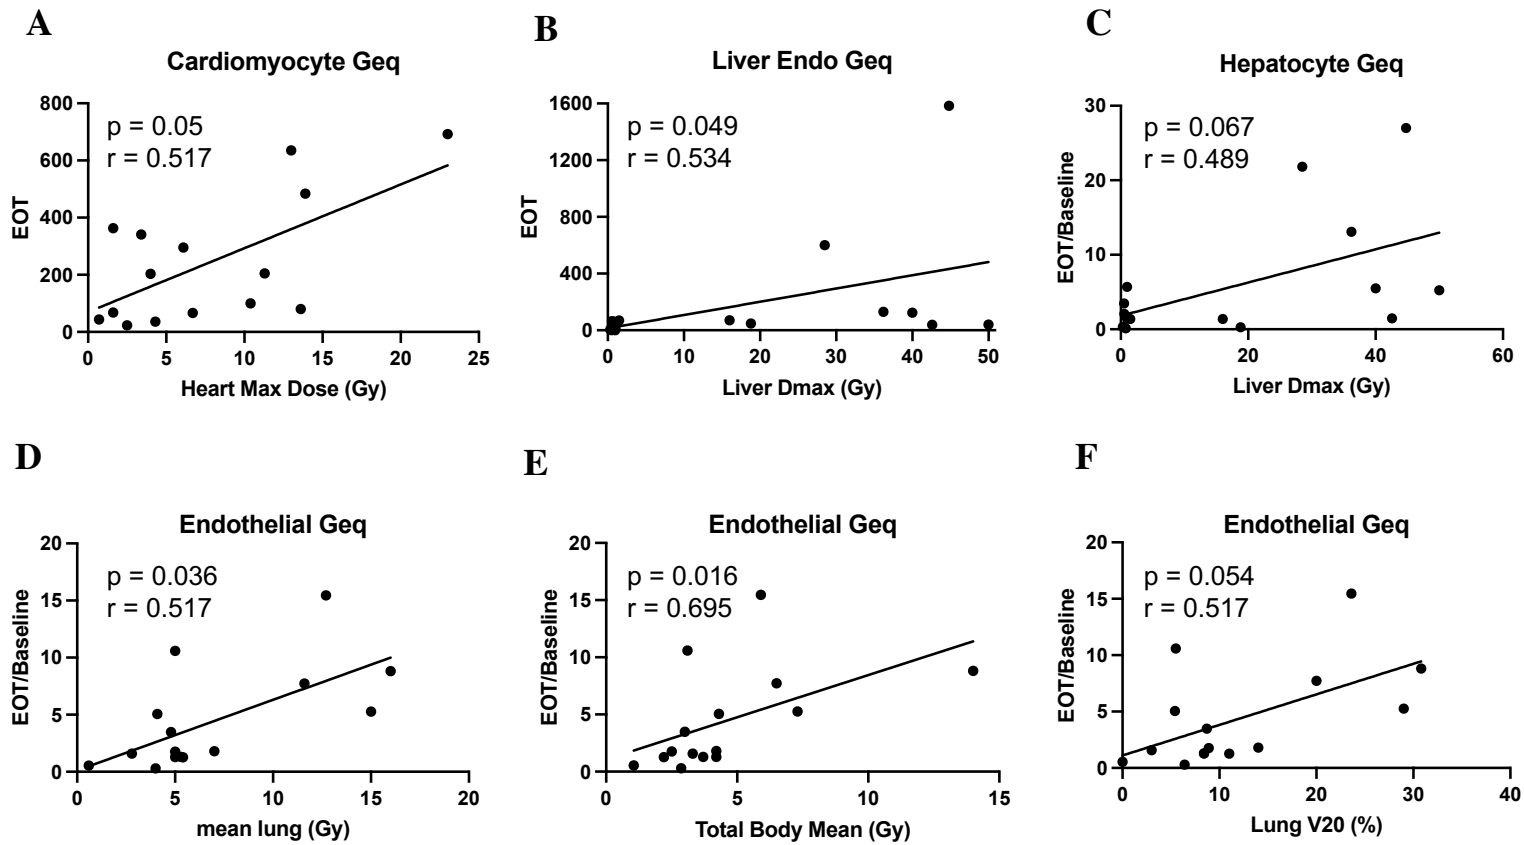 A
Cardiomyocyte Geq
p = 0.05
r = 0.517
800
600
400
200
0
EOT
0 5 10 15 20 25
Heart Max Dose (Gy)
B
Liver Endo Geq
p = 0.049
r = 0.534
1600
1200
800
400
0
EOT
0 10 20 30 40 50
Liver Dmax (Gy)
C
Hepatocyte Geq
p = 0.067
r = 0.489
30
20
10
0
EOT/Baseline
0 20 40 60
Liver Dmax (Gy)
D
Endothelial Geq
p = 0.036
r = 0.517
20
15
10
5
0
EOT/Baseline
0 5 10 15 20
mean lung (Gy)
E
Endothelial Geq
p = 0.016
r = 0.695
20
15
10
5
0
EOT/Baseline
0 5 10 15
Total Body Mean (Gy)
F
Endothelial Geq
p = 0.054
r = 0.517
20
15
10
5
0
EOT/Baseline
0 10 20 30 40
Lung V20 (%)